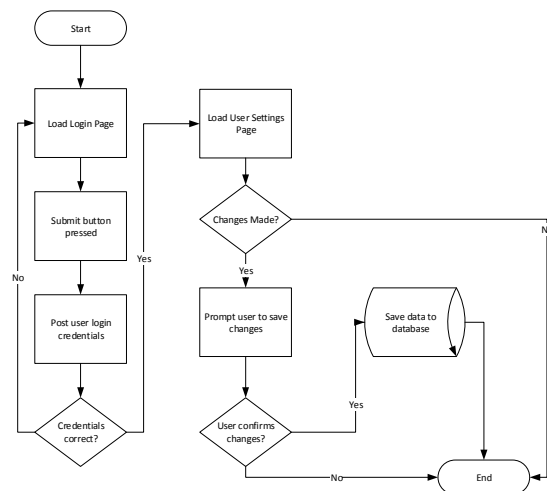 Start
Load Login Page
Submit button
pressed
Post user login
credentials
Credentials
correct?
No
Yes
Load User Settings
Page
Changes Made?
Yes
Prompt user to save
changes
User confirms
changes?
Yes
No
Save data to
database
End